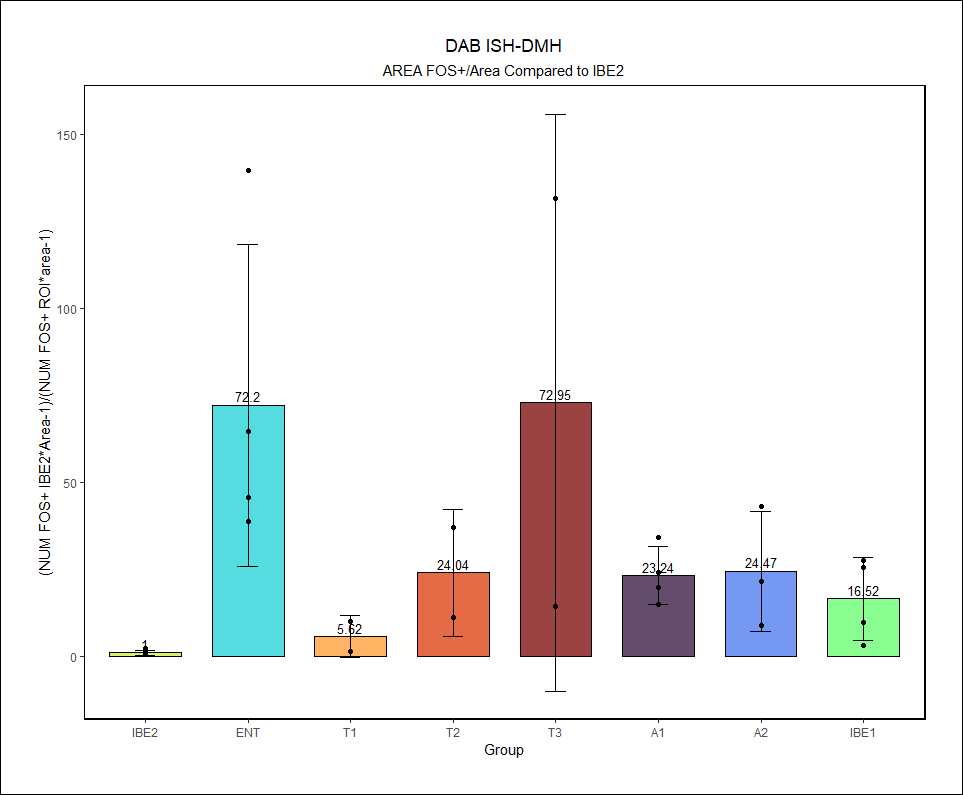 DAB ISH-DMH
AREA FOS+/Area Compared to IBE2
(NUM FOS+ IBE2*Area-1)/(NUM FOS+ ROI*area-1)
150
100
50
0
1
72.2
5.62
24.04
72.95
23.24
24.47
16.52
IBE2 ENT T1 T2 T3 A1 A2 IBE1
Group